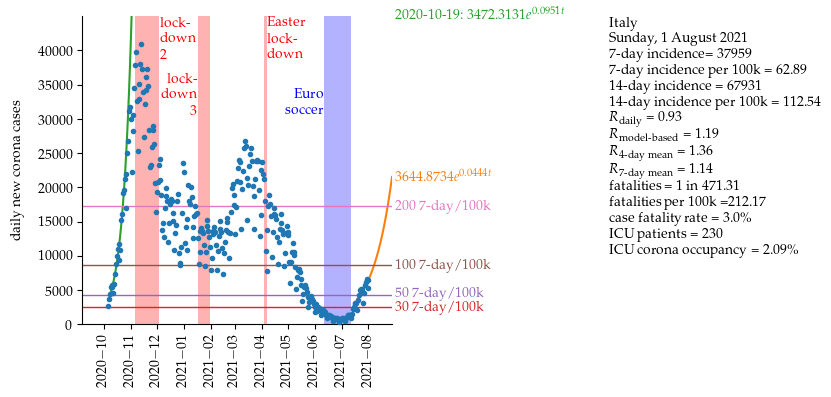 2020-10-19: 3472.3131e^0.0951t
lock-
down
2
lock-
down
3
Easter
lock-
down
Euro
soccer
3644.8734e^0.0444t
200 7-day/100k
100 7-day/100k
50 7-day/100k
30 7-day/100k
daily new corona cases
40000
35000
30000
25000
20000
15000
10000
5000
0
2020−10
2020−11
2020−12
2021−01
2021−02
2021−03
2021−04
2021−05
2021−06
2021−07
2021−08
Italy
Sunday, 1 August 2021
7-day incidence= 37959
7-day incidence per 100k = 62.89
14-day incidence = 67931
14-day incidence per 100k = 112.54
R_daily = 0.93
R_model-based = 1.19
R_4-day mean = 1.36
R_7-day mean = 1.14
fatalities = 1 in 471.31
fatalities per 100k =212.17
case fatality rate = 3.0%
ICU patients = 230
ICU corona occupancy = 2.09%